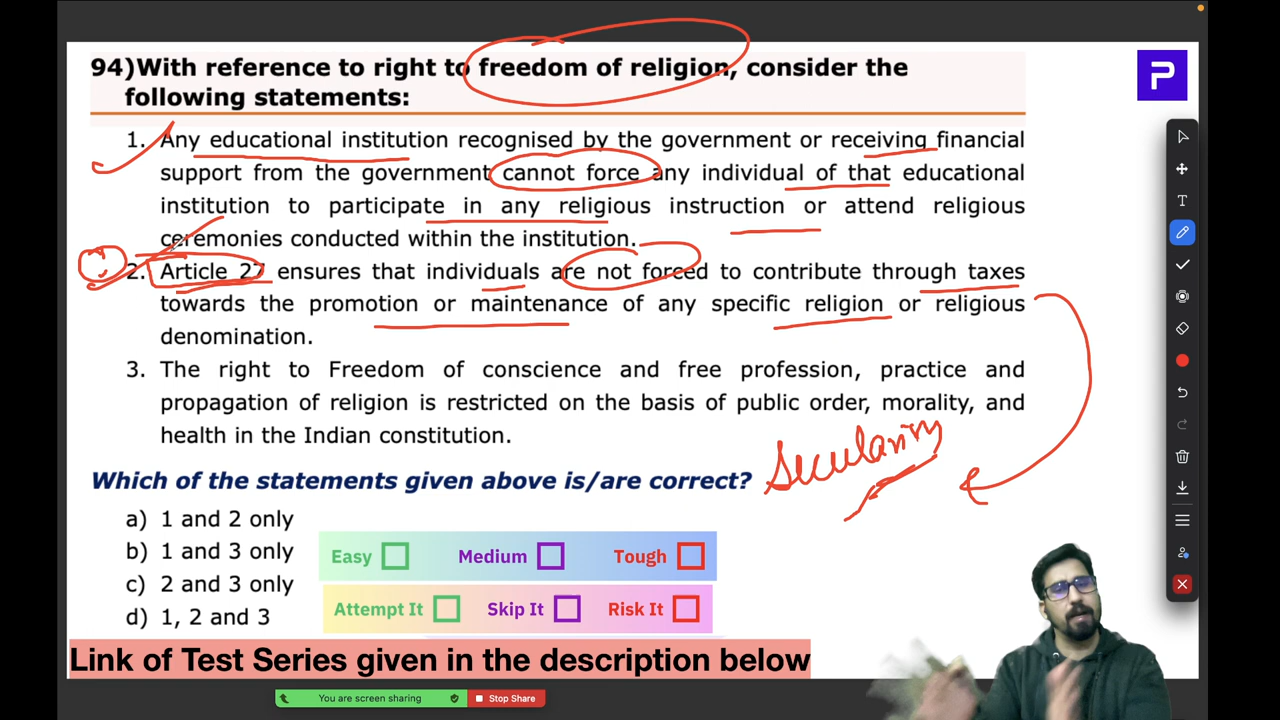 94)With reference to right to freedom of religion, consider the
following statements:
1. Any educational institution recognised by the government or receiving financial
support from the government cannot force any individual of that educational
institution to participate in any religious instruction or attend religious
ceremonies conducted within the institution.
2. Article 27 ensures that individuals are not forced to contribute through taxes
towards the promotion or maintenance of any specific religion or religious
denomination.
3. The right to Freedom of conscience and free profession, practice and
propagation of religion is restricted on the basis of public order, morality, and
health in the Indian constitution.
Secularism
Which of the statements given above is/are correct?
a) 1 and 2 only
b) 1 and 3 only
c) 2 and 3 only
d) 1, 2 and 3
Easy Medium Tough
Attempt It Skip It Risk It
Link of Test Series given in the description below
You are screen sharing Stop Share
P
T